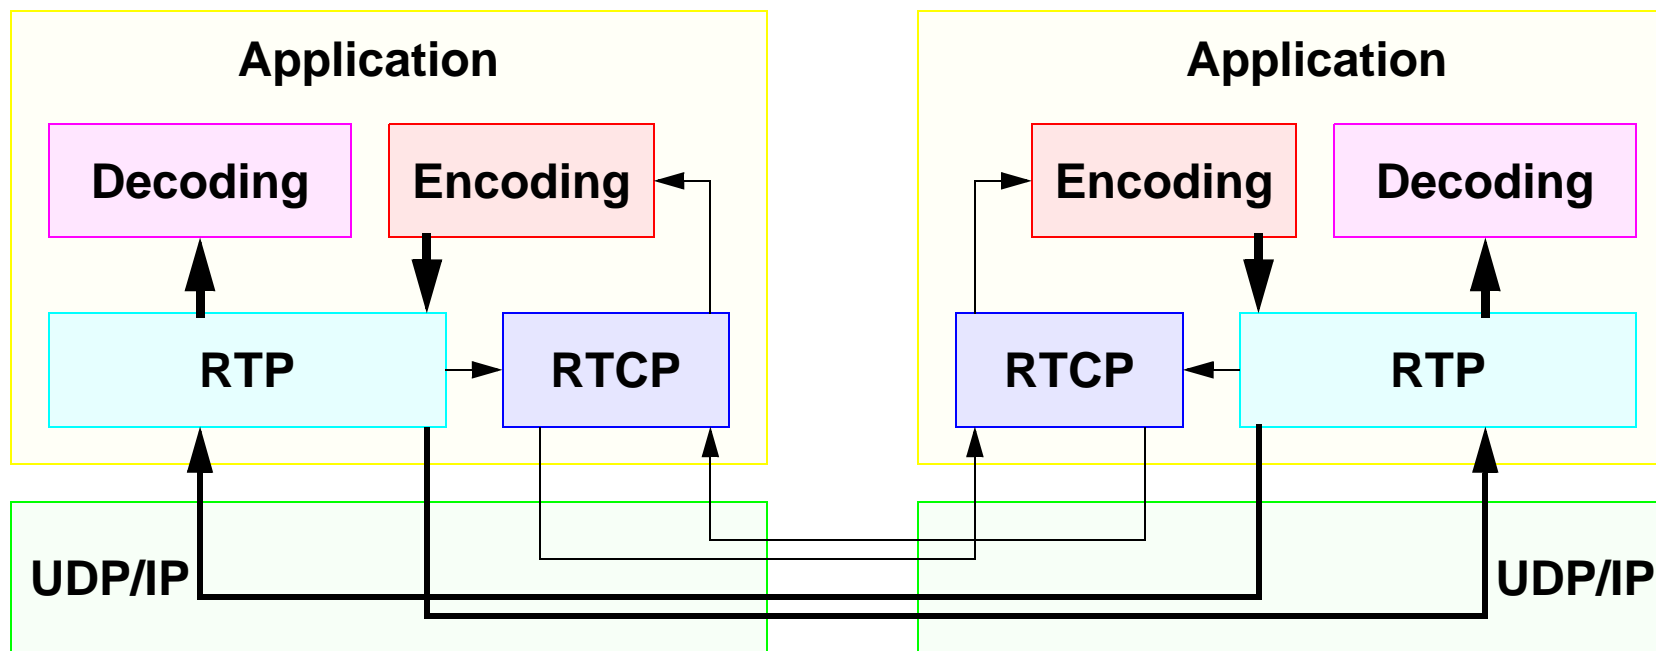 Application
Application
Decoding
Encoding
Encoding
Decoding
RTP
RTCP
RTCP
RTP
UDP/IP
UDP/IP